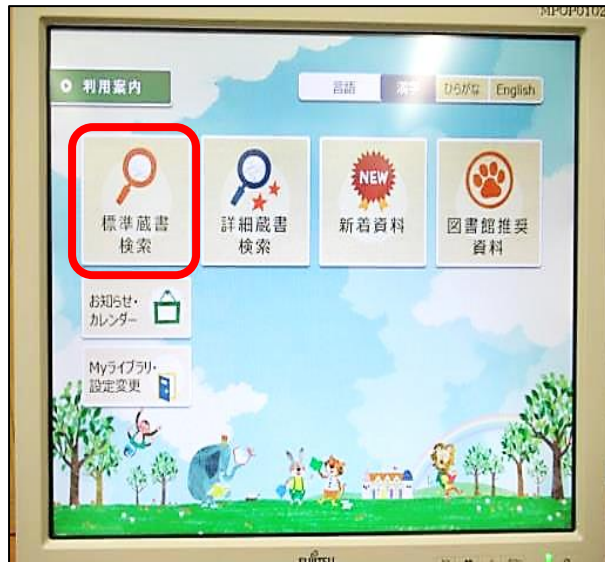 MPOP0102
利用案内
言語 漢字 ひらがな English
標準蔵書
検索
詳細蔵書
検索
NEW
新着資料
図書館推奨
資料
お知らせ・
カレンダー
Myライブラリ・
設定変更
FUJITSU